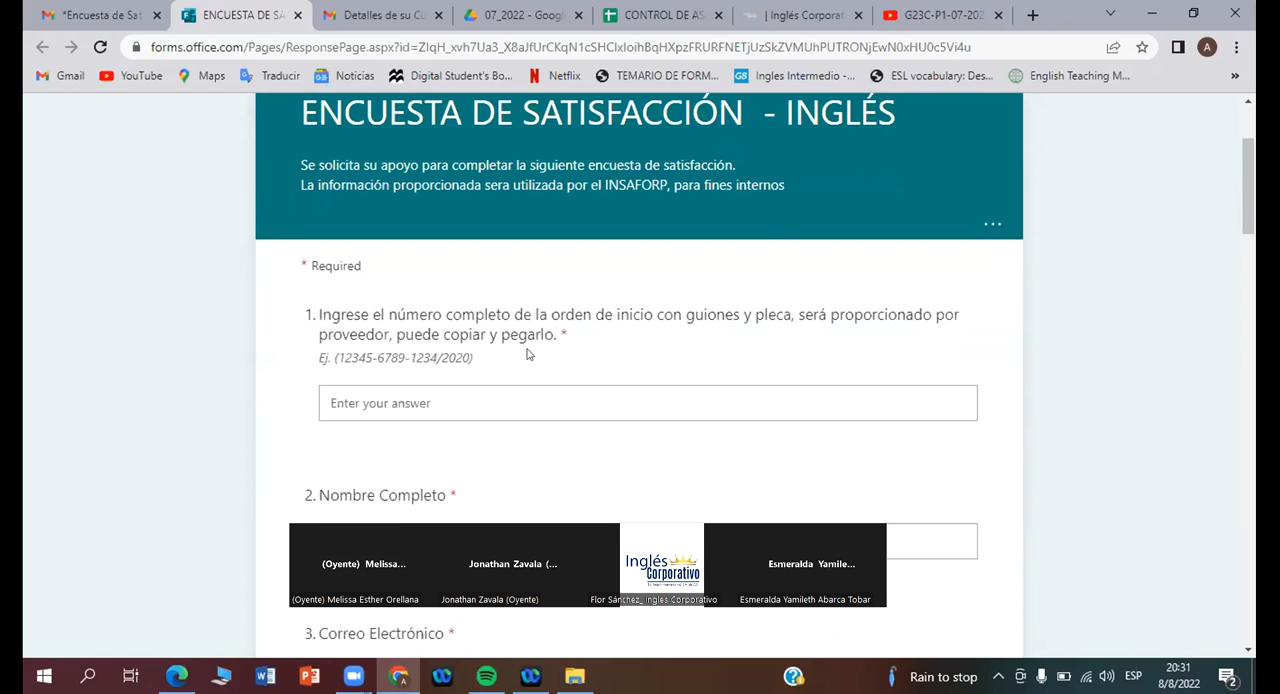 *Encuesta de Sat
ENCUESTA DE SA
Detalles de su Cu
07_2022 - Google
CONTROL DE AS
| Inglés Corporat
G23C-P1-07-202
forms.office.com/Pages/ResponsePage.aspx?id=ZIqH_xvh7Ua3_X8aJfUrCKqN1cSHCIxIoihBqHXpzFRURFNETjUzSkZVMUhPUTRONjEwN0xHU0c5Vi4u
A
Gmail
YouTube
Maps
Traducir
Noticias
Digital Student's Bo...
Netflix
TEMARIO DE FORM...
Ingles Intermedio -...
ESL vocabulary: Des...
English Teaching M...
»
ENCUESTA DE SATISFACCIÓN - INGLÉS
Se solicita su apoyo para completar la siguiente encuesta de satisfacción.
La información proporcionada sera utilizada por el INSAFORP, para fines internos
...
* Required
1. Ingrese el número completo de la orden de inicio con guiones y pleca, será proporcionado por
proveedor, puede copiar y pegarlo. *
Ej. (12345-6789-1234/2020)
Enter your answer
2. Nombre Completo *
(Oyente) Melissa...
Jonathan Zavala (...
Inglés
Corporativo
Esmeralda Yamile...
(Oyente) Melissa Esther Orellana
Jonathan Zavala (Oyente)
Flor Sánchez_ Inglés Corporativo
Esmeralda Yamileth Abarca Tobar
3. Correo Electrónico *
Rain to stop
ESP
20:31
8/8/2022
2